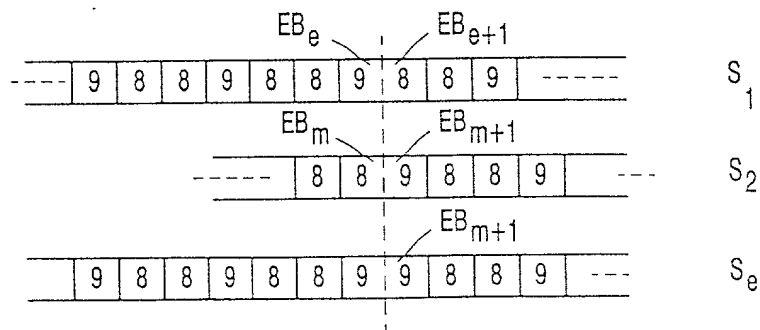 EBe EBe+1
9 8 8 9 8 8 9 8 8 9 S1
EBm EBm+1
8 8 9 8 8 9 S2
EBm+1
9 8 8 9 8 8 9 9 8 8 9 Se